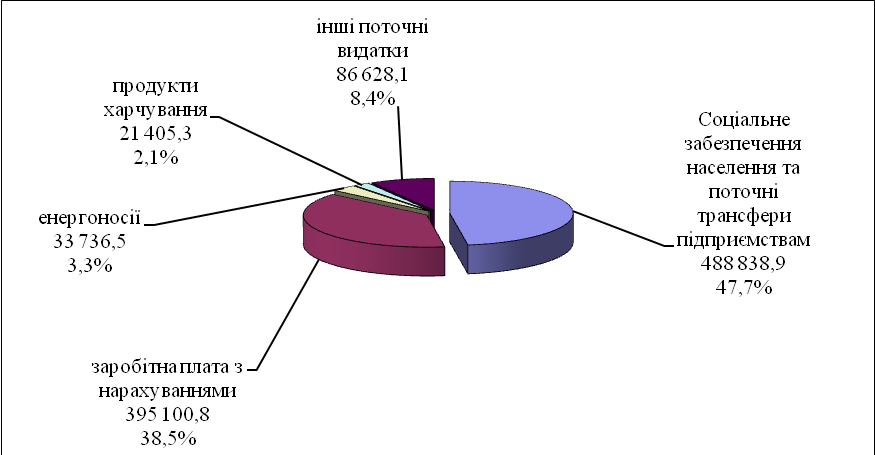 інші поточні
видатки
86 628,1
8,4%
продукти
харчування
21 405,3
2,1%
енергоносії
33 736,5
3,3%
заробітна плата з
нарахуваннями
395 100,8
38,5%
Соціальне
забезпечення
населення та
поточні
трансфери
підприємствам
488 838,9
47,7%